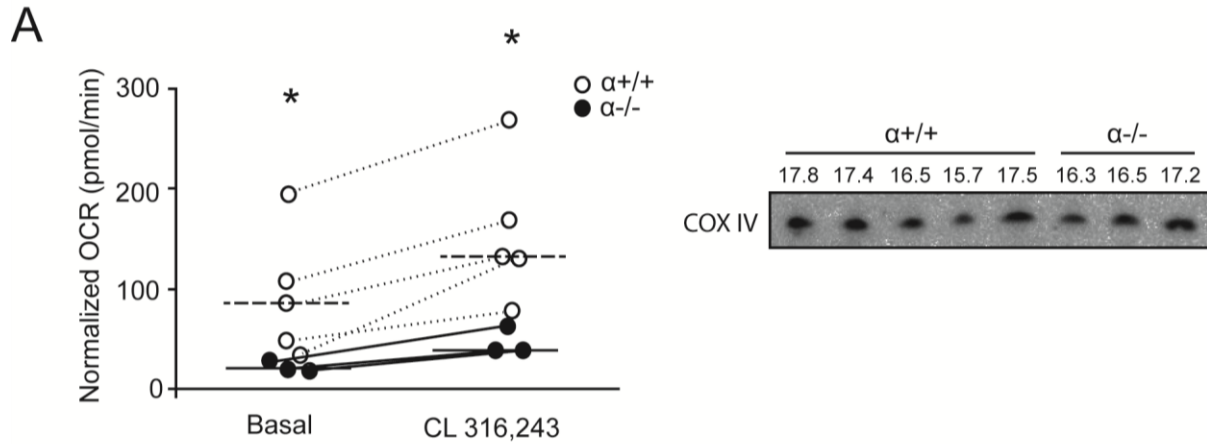 A
Normalized OCR (pmol/min)
300
200
100
0
*
*
α+/+
α-/-
Basal
CL 316,243
α+/+ α-/-
17.8 17.4 16.5 15.7 17.5 16.3 16.5 17.2
COX IV